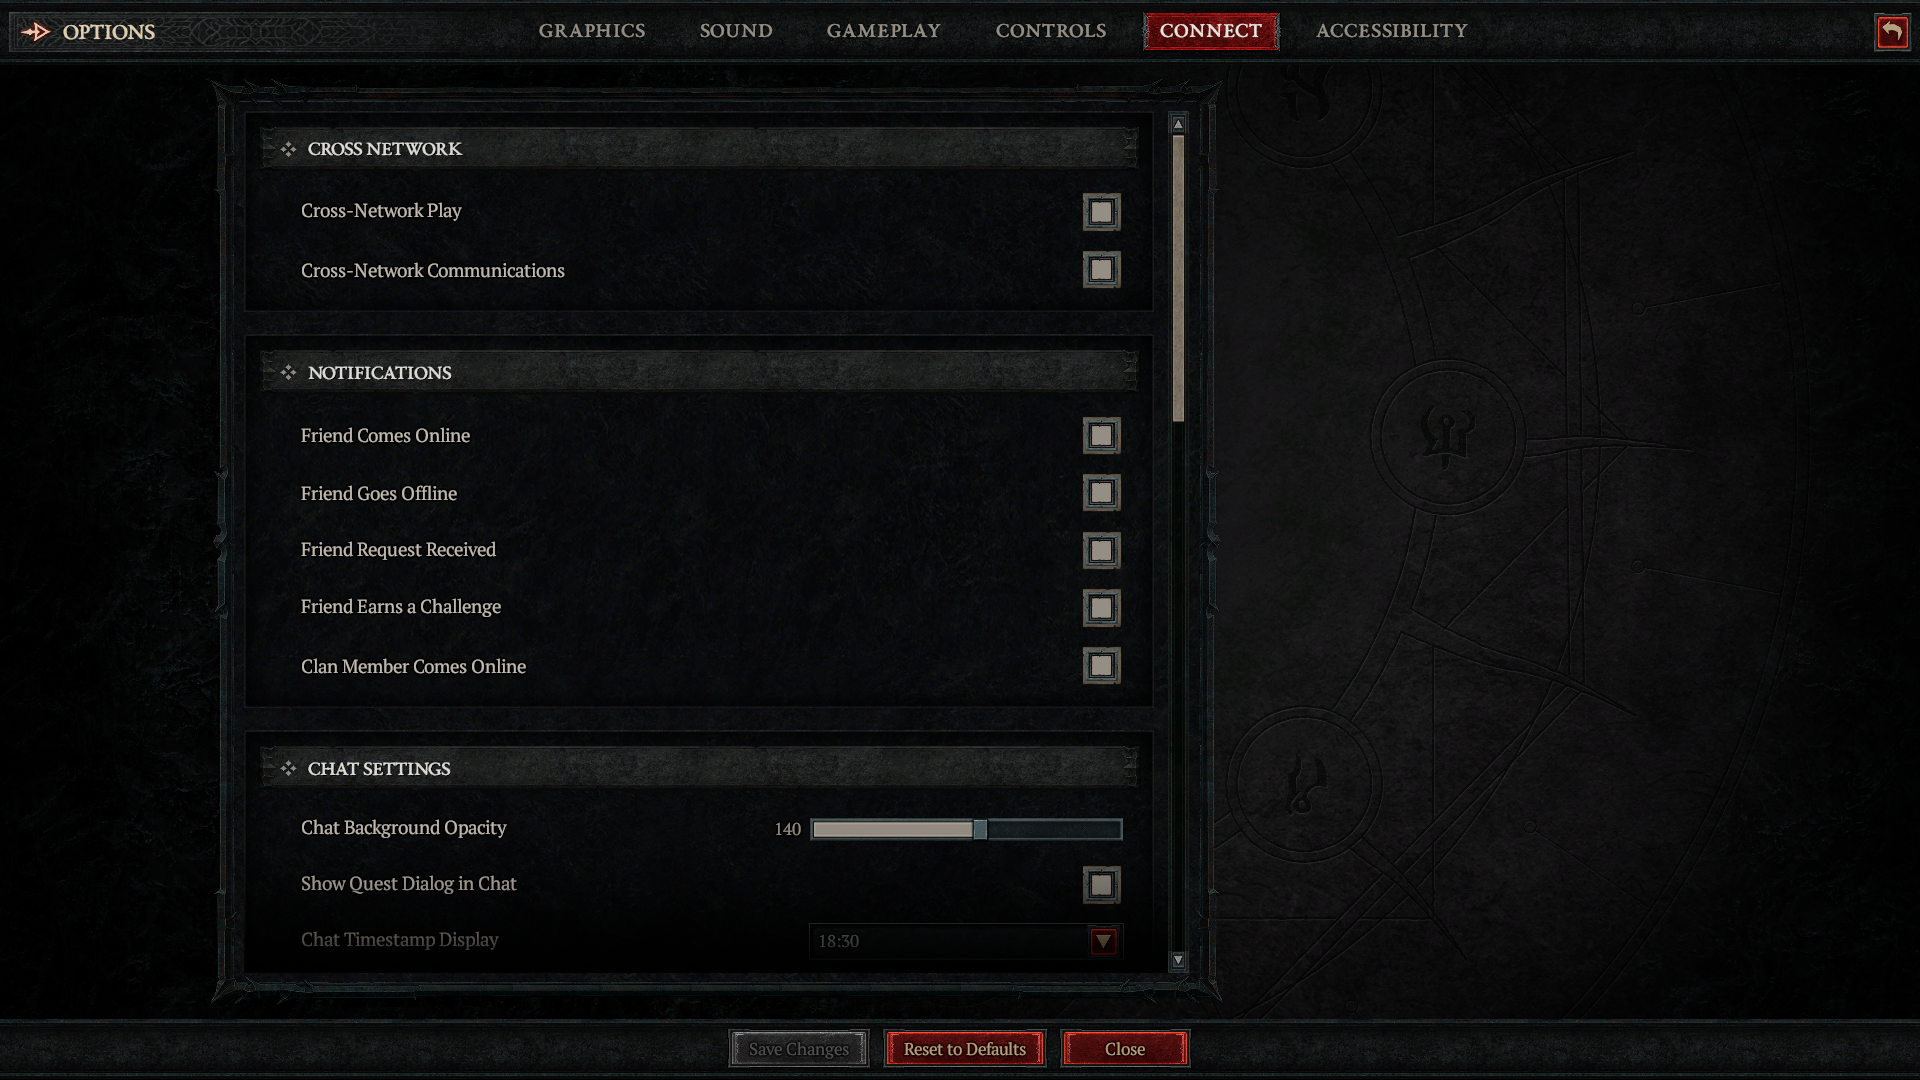 OPTIONS
GRAPHICS
SOUND
GAMEPLAY
CONTROLS
CONNECT
ACCESSIBILITY
CROSS NETWORK
Cross-Network Play
Cross-Network Communications
NOTIFICATIONS
Friend Comes Online
Friend Goes Offline
Friend Request Received
Friend Earns a Challenge
Clan Member Comes Online
CHAT SETTINGS
Chat Background Opacity 140
Show Quest Dialog in Chat
Chat Timestamp Display 18:30
Save Changes
Reset to Defaults
Close